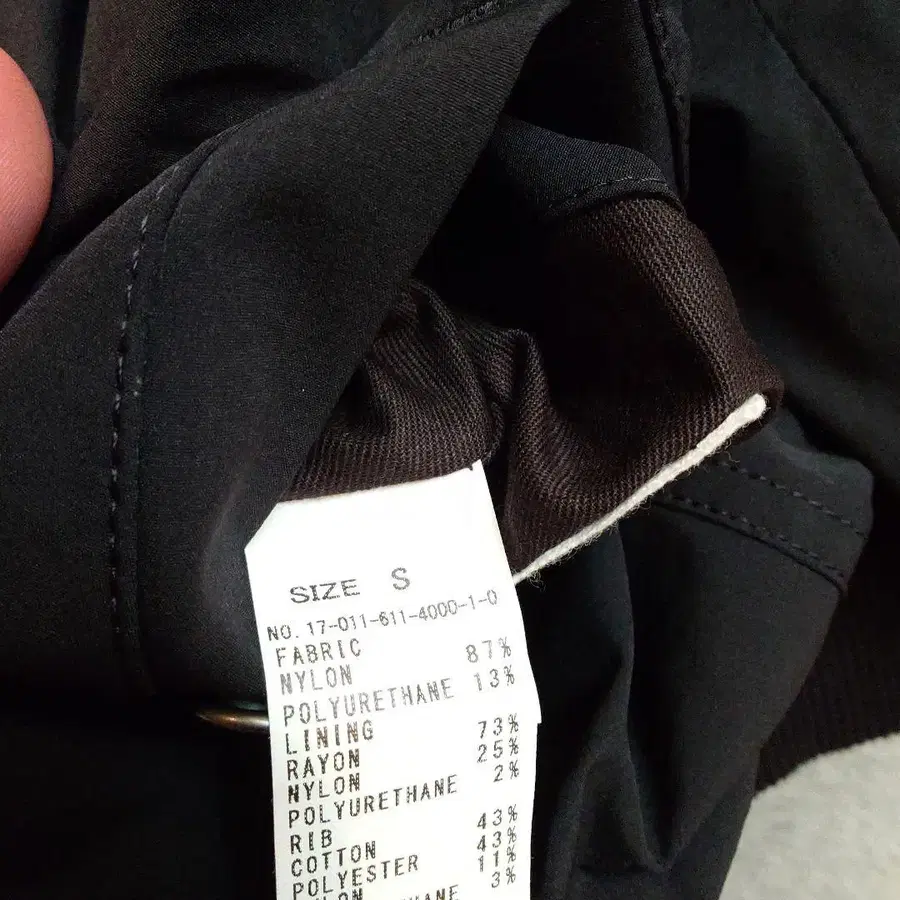 SIZE S
NO. 17-011-611-4000-1-0
FABRIC
NYLON 87%
POLYURETHANE 13%
LINING
RAYON 73%
NYLON 25%
POLYURETHANE 2%
RIB
COTTON 43%
POLYESTER 43%
11%
3%